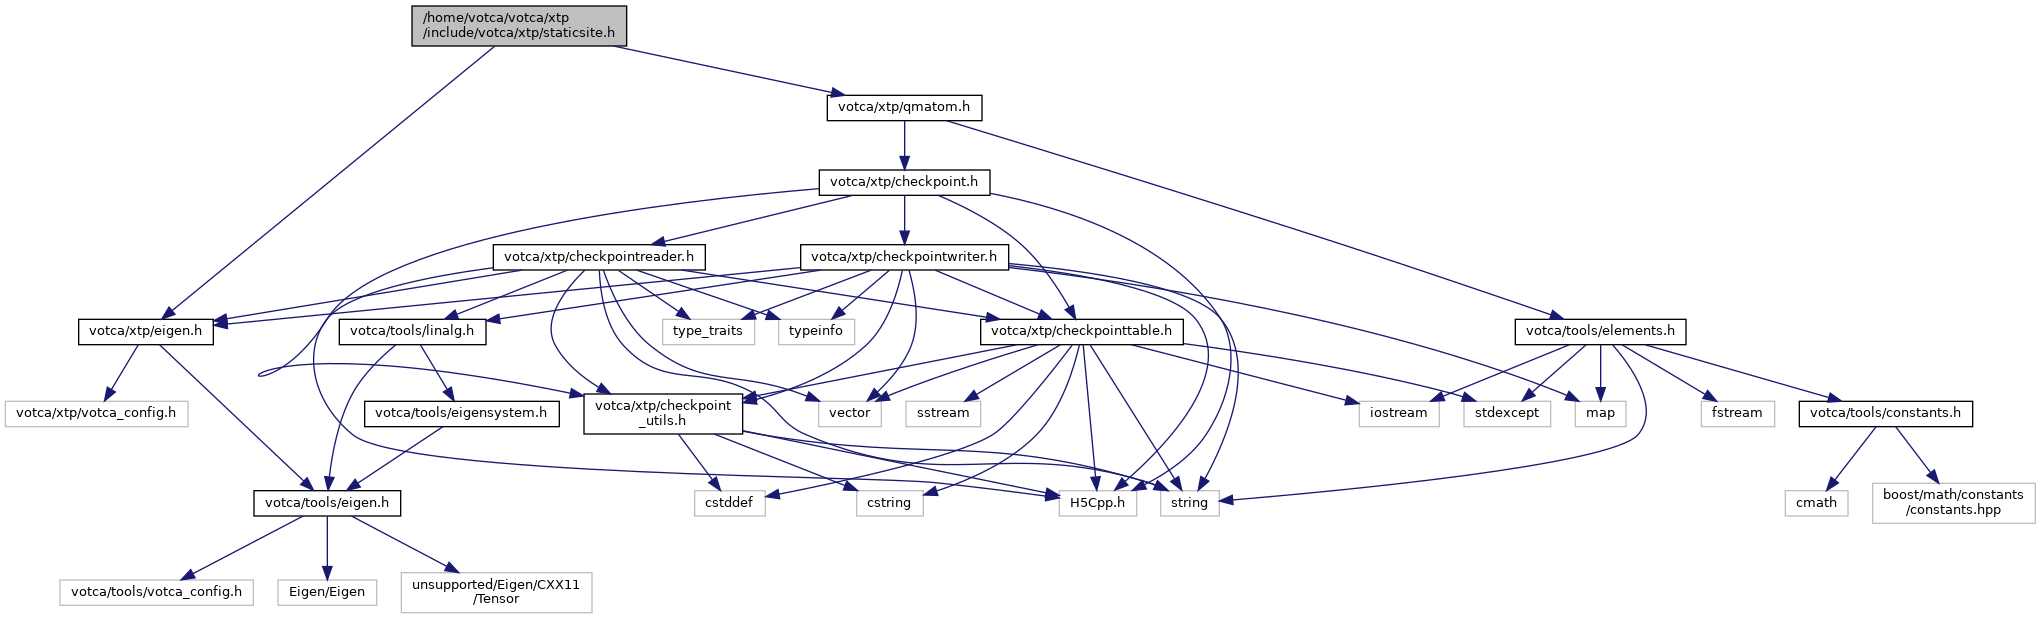 /home/votca/votca/xtp
/include/votca/xtp/staticsite.h
votca/xtp/qmatom.h
votca/xtp/checkpoint.h
votca/xtp/checkpointreader.h
votca/xtp/checkpointwriter.h
votca/xtp/eigen.h
votca/tools/linalg.h
type_traits
typeinfo
votca/xtp/checkpointtable.h
votca/tools/elements.h
votca/xtp/votca_config.h
votca/tools/eigensystem.h
votca/xtp/checkpoint
_utils.h
vector
sstream
iostream
stdexcept
map
fstream
votca/tools/constants.h
votca/tools/eigen.h
cstddef
cstring
H5Cpp.h
string
cmath
boost/math/constants
/constants.hpp
votca/tools/votca_config.h
Eigen/Eigen
unsupported/Eigen/CXX11
/Tensor